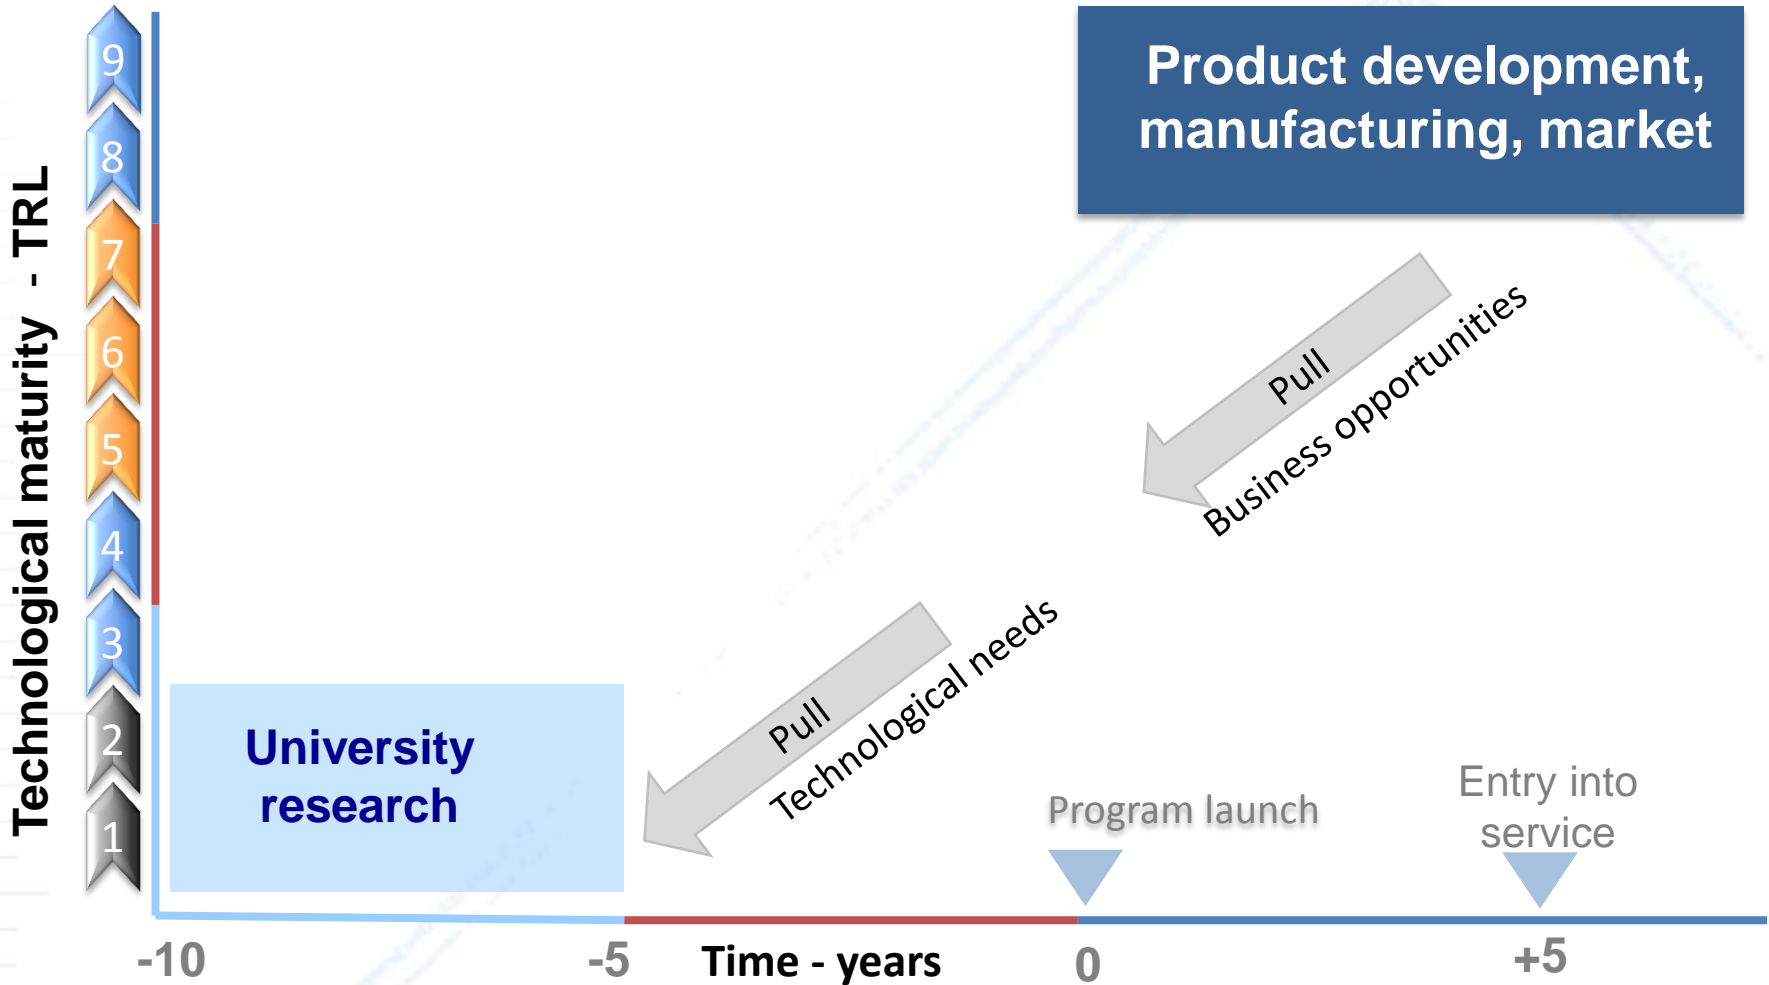 Technological maturity - TRL
9
8
7
6
5
4
3
2
1
Product development,
manufacturing, market
Pull
Business opportunities
Pull
Technological needs
University
research
Program launch
Entry into
service
-10
-5
Time - years
0
+5